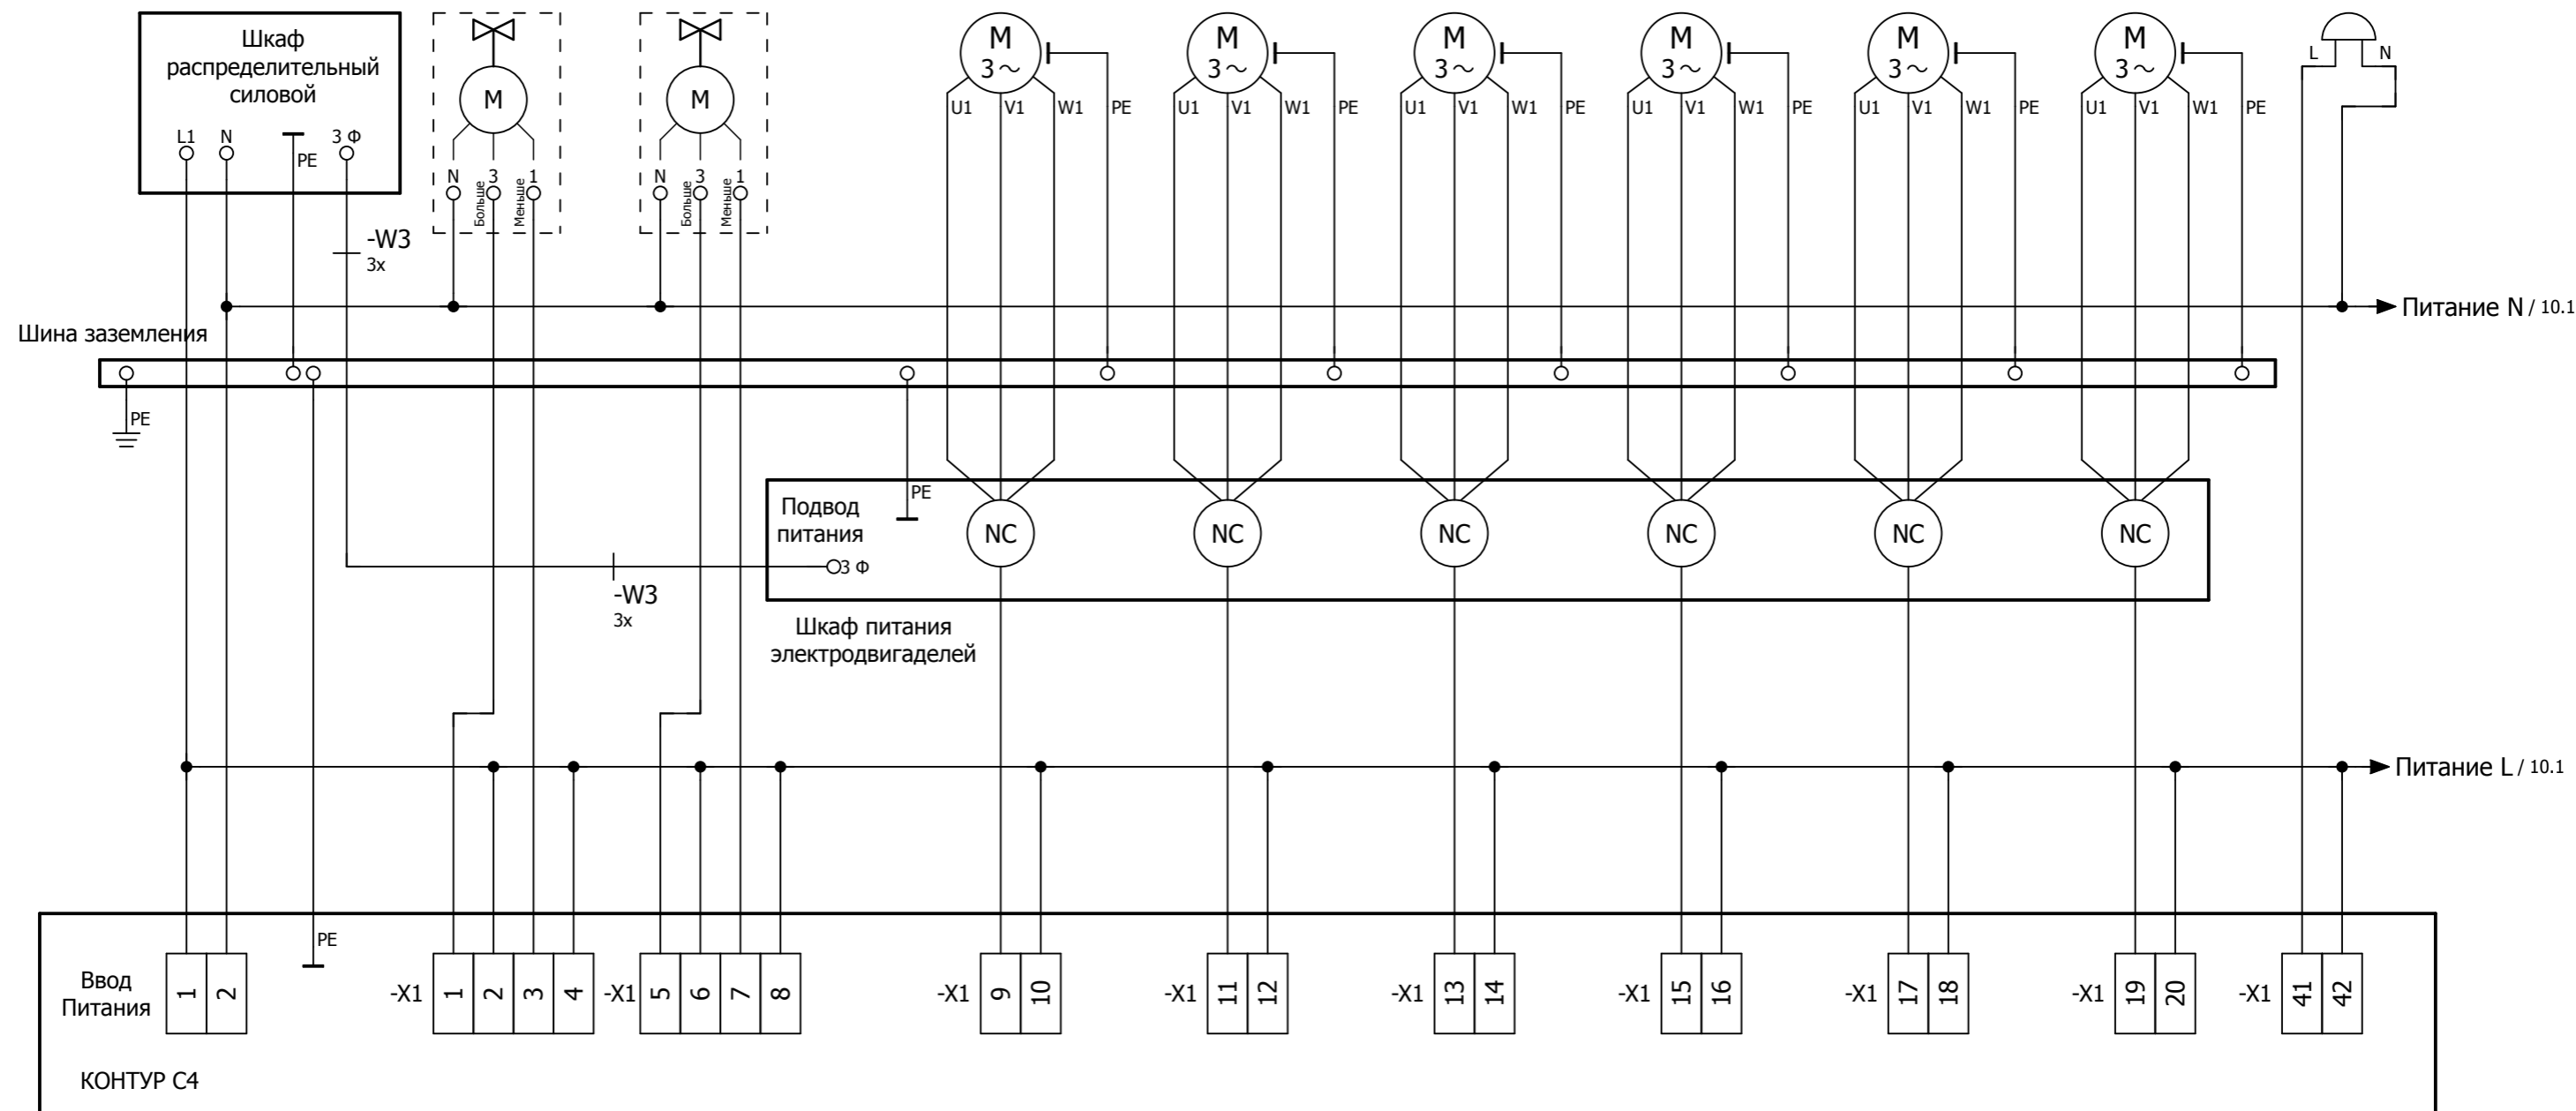 Шкаф
распределительный
силовой
L1 N PE 3 Ф
-W3
3x
M
N 3 1
Больше Меньше
M
N 3 1
Больше Меньше
M
3~
U1 V1 W1 PE
M
3~
U1 V1 W1 PE
M
3~
U1 V1 W1 PE
M
3~
U1 V1 W1 PE
M
3~
U1 V1 W1 PE
M
3~
U1 V1 W1 PE
L N
Питание N / 10.1
Шина заземления
PE
PE
Подвод
питания
3 Ф
NC NC NC NC NC NC
-W3
3x
Шкаф питания
электродвигаделей
Питание L / 10.1
PE
Ввод
Питания
1 2
-X1 1 2 3 4
-X1 5 6 7 8
-X1 9 10
-X1 11 12
-X1 13 14
-X1 15 16
-X1 17 18
-X1 19 20
-X1 41 42
КОНТУР С4